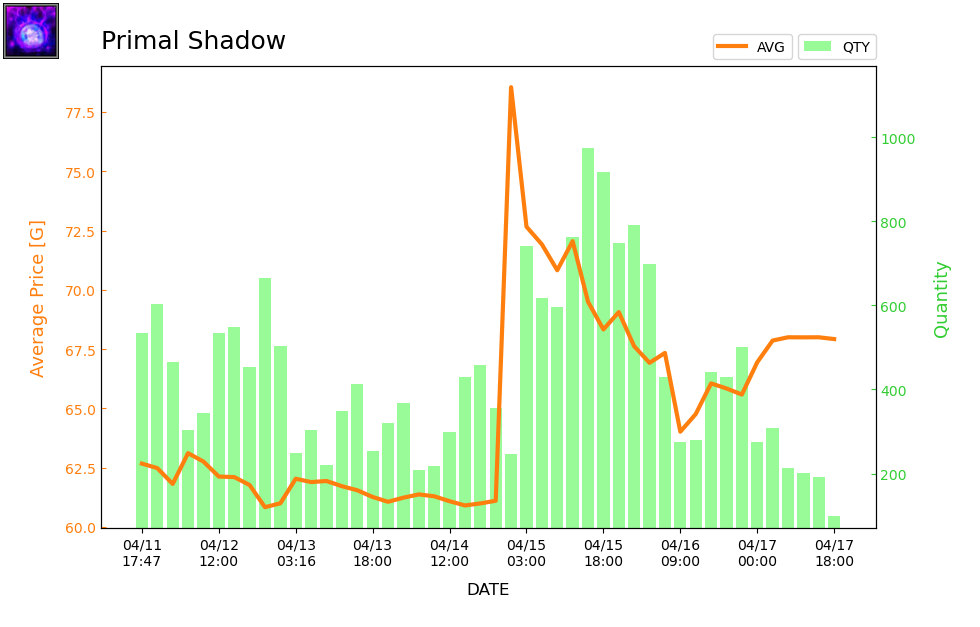 Primal Shadow
AVG
QTY
Average Price [G]
77.5
75.0
72.5
70.0
67.5
65.0
62.5
60.0
1000
800
600
400
200
Quantity
04/11 04/12 04/13 04/13 04/14 04/15 04/15 04/16 04/17 04/17
17:47 12:00 03:16 18:00 12:00 03:00 18:00 09:00 00:00 18:00
DATE